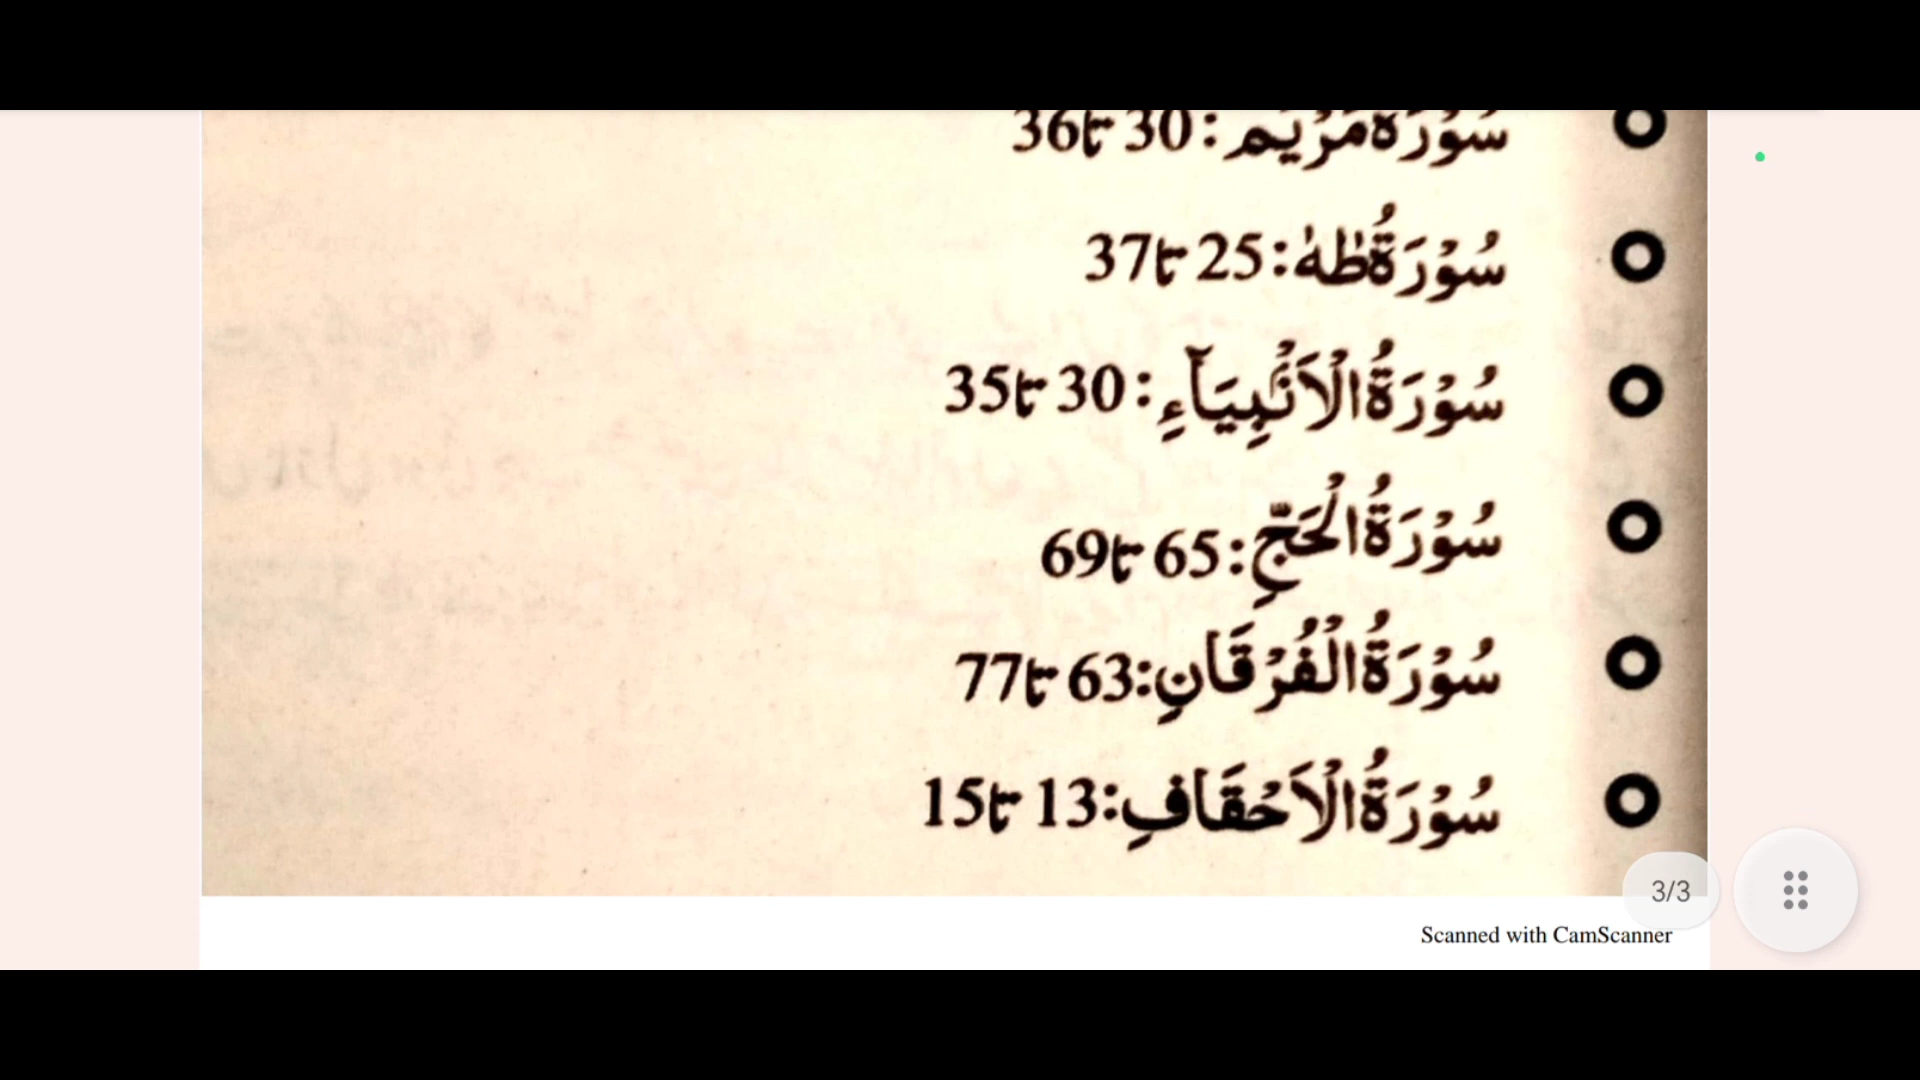 سُوْرَۃُ مَرْیَم : 30 تا 36
سُوْرَۃُ طٰهٰ : 25 تا 37
سُوْرَۃُ الْاَنْۢبِیَآءِ : 30 تا 35
سُوْرَۃُ الْحَجِّ : 65 تا 69
سُوْرَۃُ الْفُرْقَانِ : 63 تا 77
سُوْرَۃُ الْاَحْقَافِ : 13 تا 15
3/3
Scanned with CamScanner